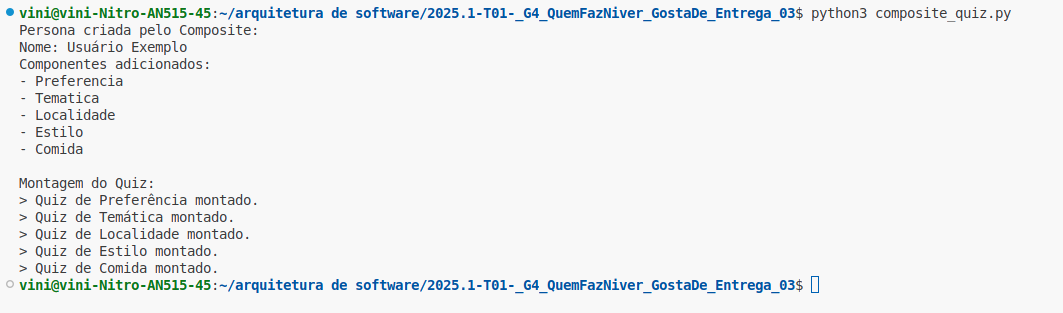 vini@vini-Nitro-AN515-45:~/arquitetura de software/2025.1-T01-_G4_QuemFazNiver_GostaDe_Entrega_03$ python3 composite_quiz.py
Persona criada pelo Composite:
Nome: Usuário Exemplo
Componentes adicionados:
- Preferencia
- Tematica
- Localidade
- Estilo
- Comida

Montagem do Quiz:
> Quiz de Preferência montado.
> Quiz de Temática montado.
> Quiz de Localidade montado.
> Quiz de Estilo montado.
> Quiz de Comida montado.
vini@vini-Nitro-AN515-45:~/arquitetura de software/2025.1-T01-_G4_QuemFazNiver_GostaDe_Entrega_03$